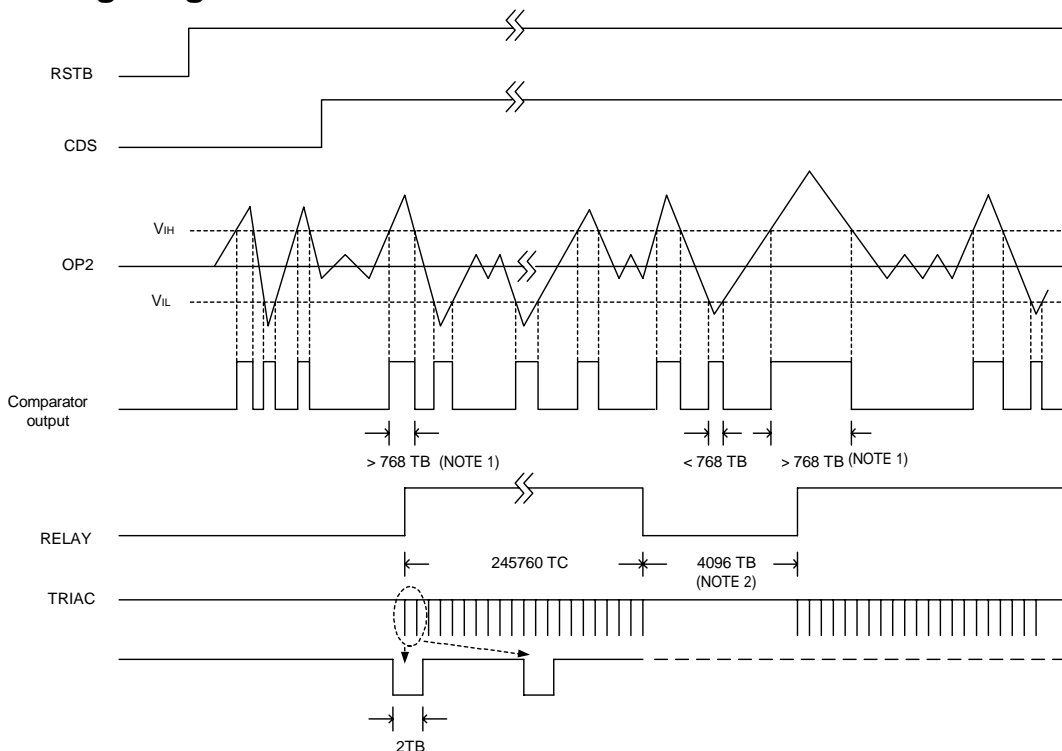 RSTB
CDS
VIH
OP2
VIL
Comparator
output
> 768 TB (NOTE 1)
< 768 TB
> 768 TB (NOTE 1)
RELAY
245760 TC
4096 TB
(NOTE 2)
TRIAC
2TB